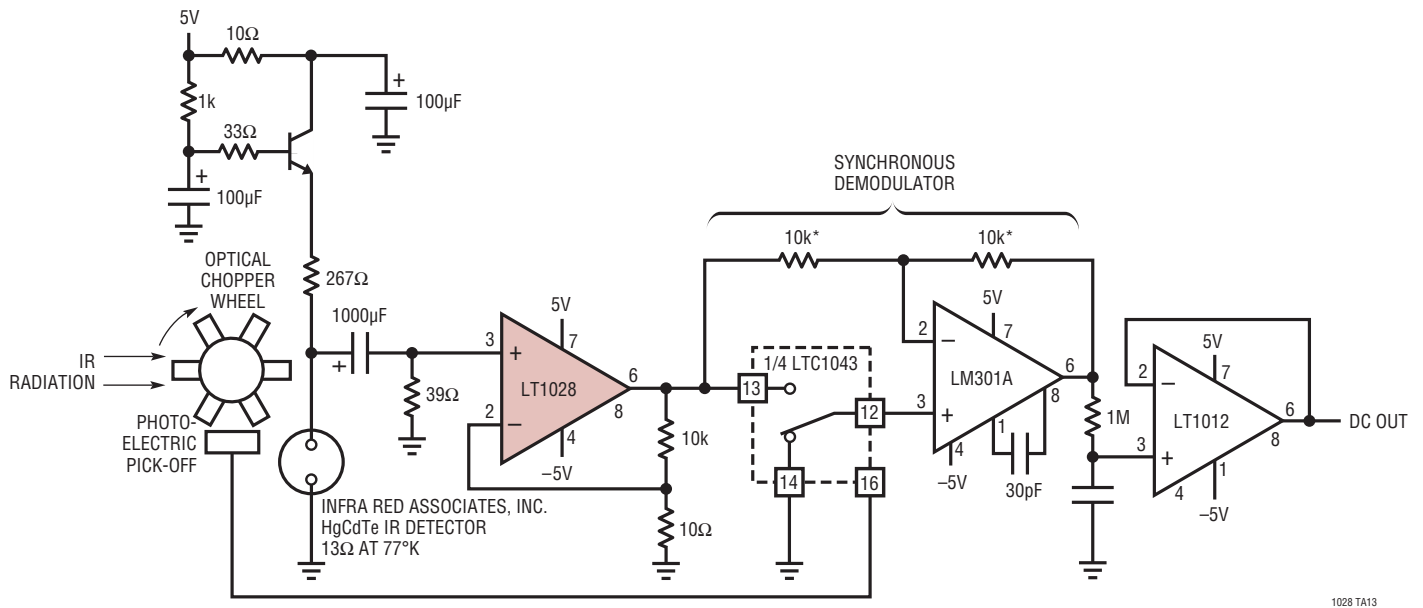 5V
10Ω
1k
+
100µF
33Ω
+
100µF
SYNCHRONOUS
DEMODULATOR
10k*
10k*
OPTICAL
CHOPPER
WHEEL
267Ω
1000µF
+
IR
RADIATION
PHOTO-
ELECTRIC
PICK-OFF
39Ω
INFRA RED ASSOCIATES, INC.
HgCdTe IR DETECTOR
13Ω AT 77°K
5V
7
3
+
LT1028
2
–
6
8
4
–5V
10k
10Ω
1/4 LTC1043
13
12
14
16
5V
7
2
–
LM301A
3
+
6
8
1
4
–5V
30pF
1M
5V
7
2
–
LT1012
3
+
6
8
4
1
–5V
DC OUT
1028 TA13